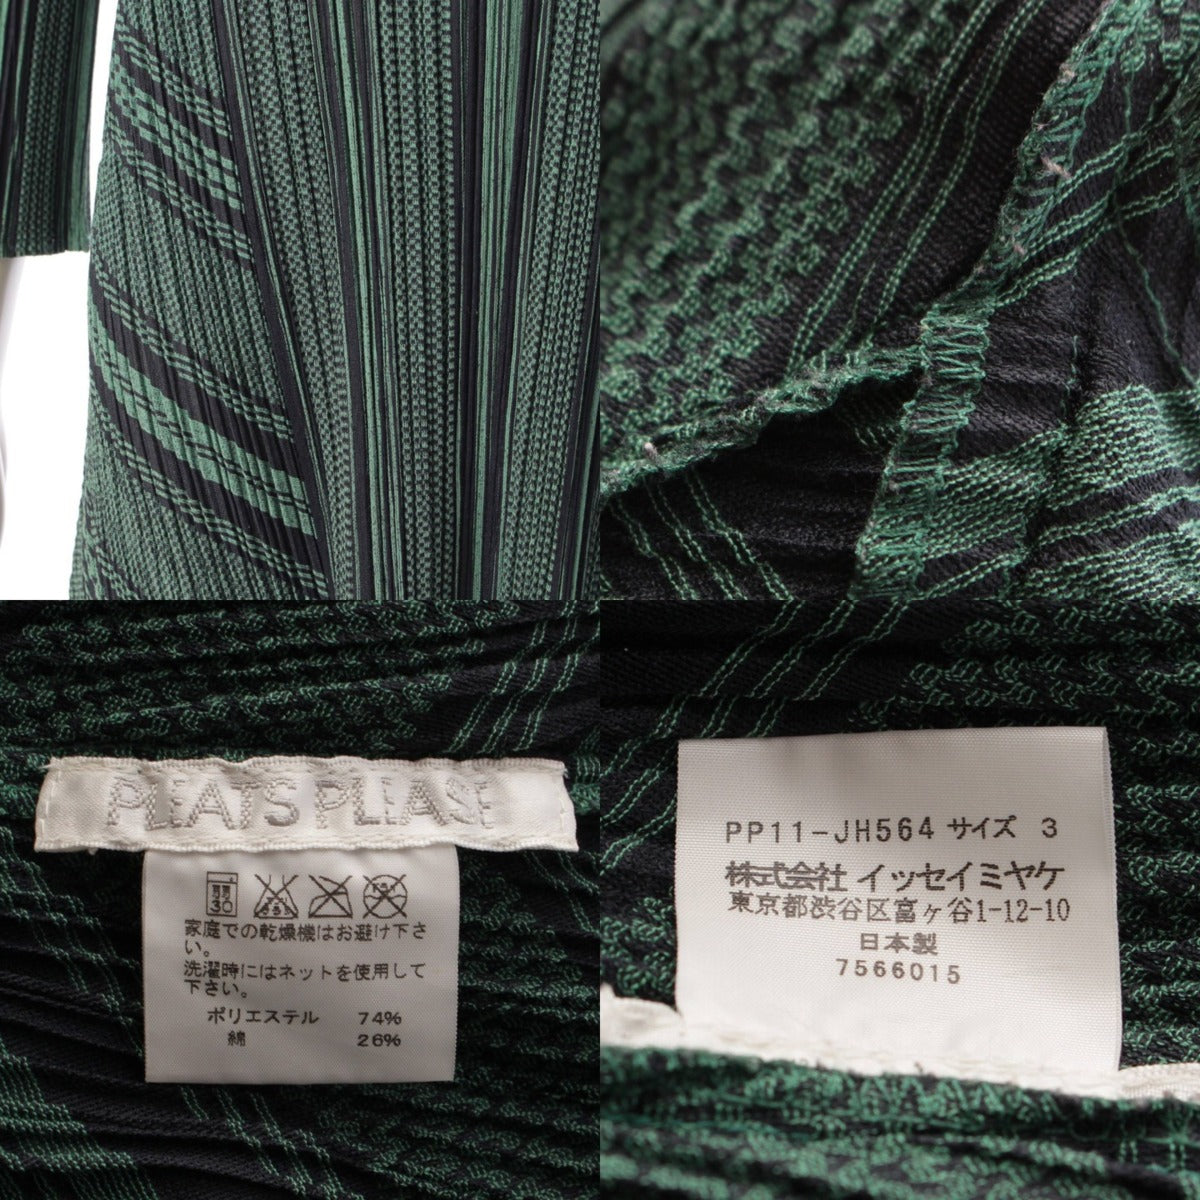 PLEATS PLEASE
30
家庭での乾燥機はお避け下さ
い。
洗濯時にはネットを使用して
下さい。
ポリエステル 74%
綿 26%
PP11-JH564 サイズ 3
株式会社 イッセイミヤケ
東京都渋谷区富ヶ谷1-12-10
日本製
7566015